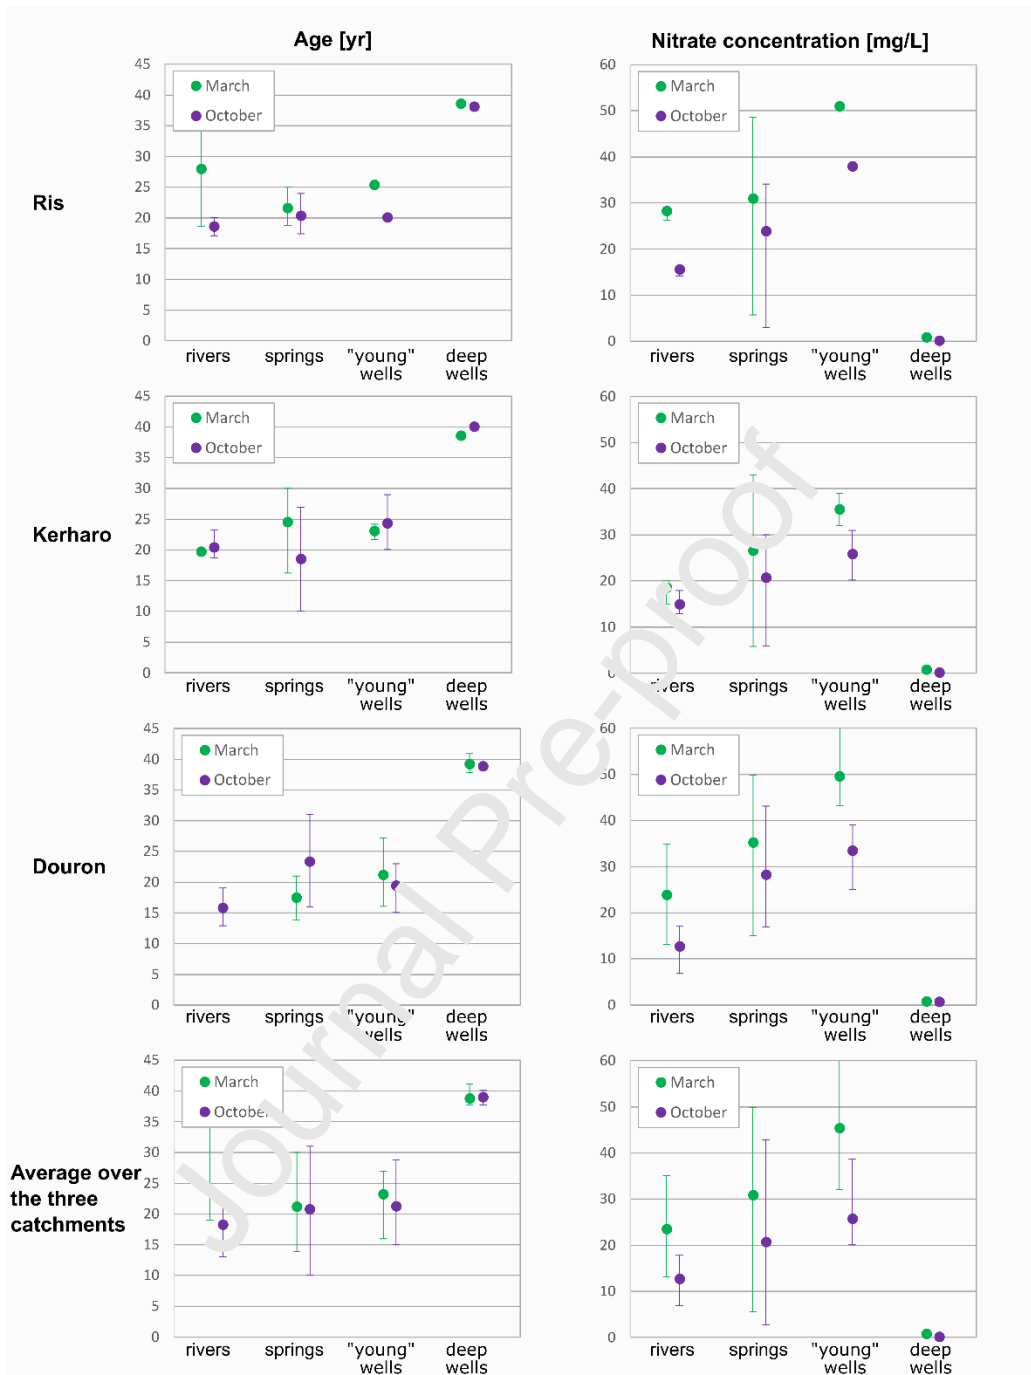 Age [yr]
Nitrate concentration [mg/L]
Ris
45
40
35
30
25
20
15
10
5
0
March
October
rivers springs "young" wells deep wells
60
50
40
30
20
10
0
March
October
rivers springs "young" wells deep wells
Kerharo
45
40
35
30
25
20
15
10
5
0
March
October
rivers springs "young" wells deep wells
60
50
40
30
20
10
0
March
October
rivers springs "young" wells deep wells
Douron
45
40
35
30
25
20
15
10
5
0
March
October
rivers springs "young" wells deep wells
60
50
40
30
20
10
0
March
October
rivers springs "young" wells deep wells
Average over
the three
catchments
45
40
35
30
25
20
15
10
5
0
March
October
rivers springs "young" wells deep wells
60
50
40
30
20
10
0
March
October
rivers springs "young" wells deep wells
Journal Pre-proof